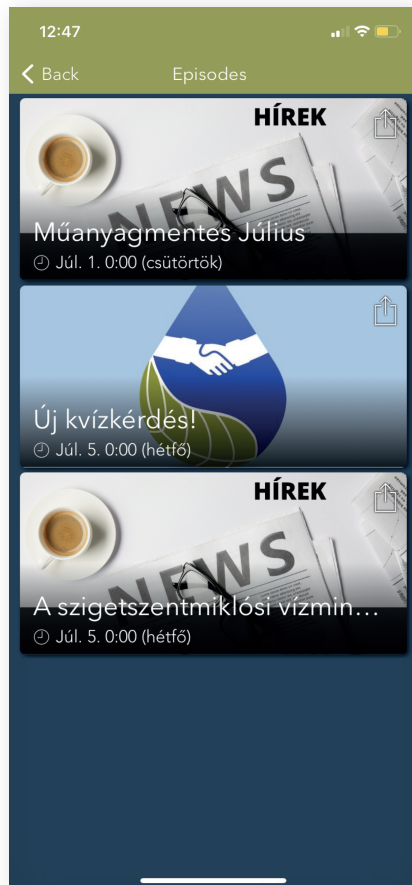 12:47
Back
Episodes
HÍREK
NEWS
Műanyagmentes Július
Júl. 1. 0:00 (csütörtök)
Új kvízkérdés!
Júl. 5. 0:00 (hétfő)
HÍREK
NEWS
A szigetszentmiklósi vízmin...
Júl. 5. 0:00 (hétfő)